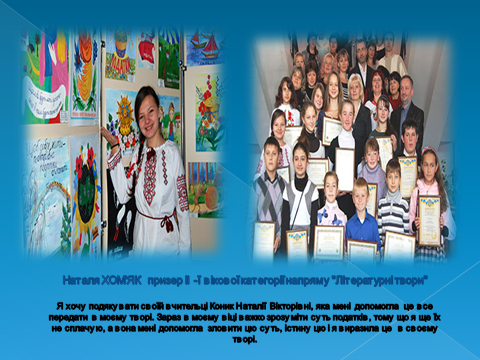 Наталя ХОМ'ЯК призер ІІ -ї вікової категорії напряму "Літературні твори"
Я хочу подякувати своїй вчительці Коник Наталії Вікторівні, яка мені допомогла це все
передати в моєму творі. Зараз в моєму віці важко зрозуміти суть податків, тому що я ще їх
не сплачую, а вона мені допомогла зловити цю суть, істину цю і я виразила це в своєму
творі.